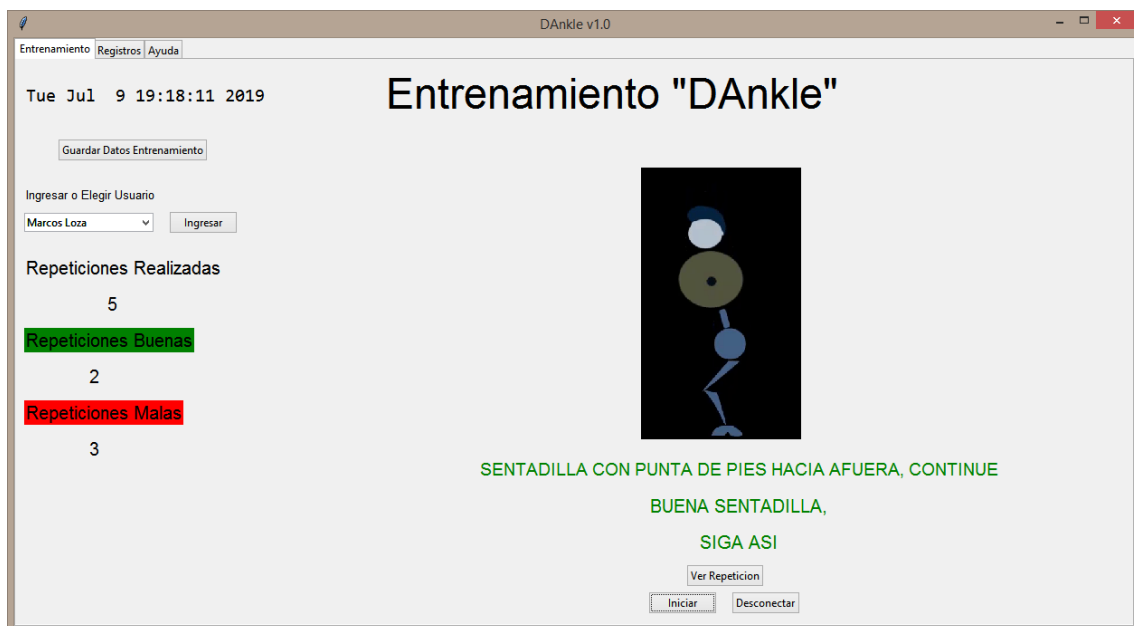 DAnkle v1.0
Entrenamiento Registros Ayuda
Tue Jul  9 19:18:11 2019
Entrenamiento "DAnkle"
Guardar Datos Entrenamiento
Ingresar o Elegir Usuario
Marcos Loza
Ingresar
Repeticiones Realizadas
5
Repeticiones Buenas
2
Repeticiones Malas
3
SENTADILLA CON PUNTA DE PIES HACIA AFUERA, CONTINUE
BUENA SENTADILLA,
SIGA ASI
Ver Repeticion
Iniciar Desconectar